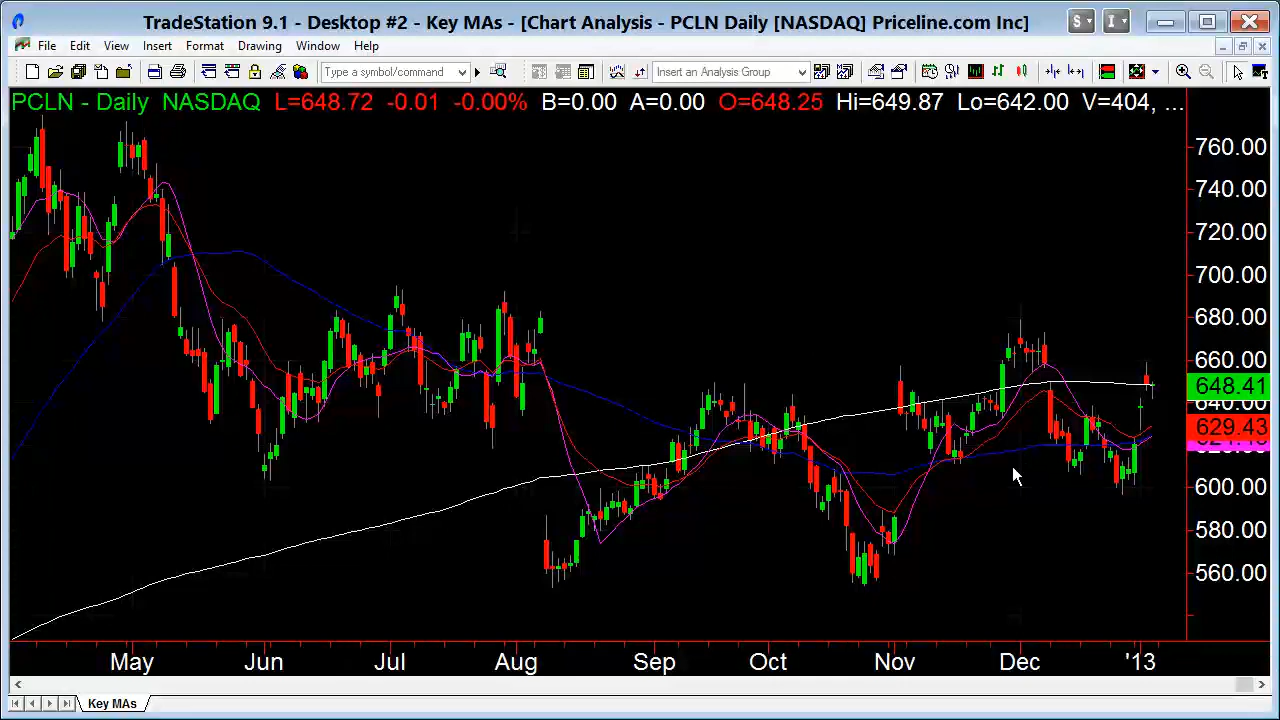 TradeStation 9.1 - Desktop #2 - Key MAs - [Chart Analysis - PCLN Daily [NASDAQ] Priceline.com Inc]
S I
File Edit View Insert Format Drawing Window Help
Type a symbol/command Insert an Analysis Group
PCLN - Daily NASDAQ L=648.72 -0.01 -0.00% B=0.00 A=0.00 O=648.25 Hi=649.87 Lo=642.00 V=404, ...
760.00
740.00
720.00
700.00
680.00
660.00
648.41
640.00
629.43
600.00
580.00
560.00
May Jun Jul Aug Sep Oct Nov Dec '13
Key MAs